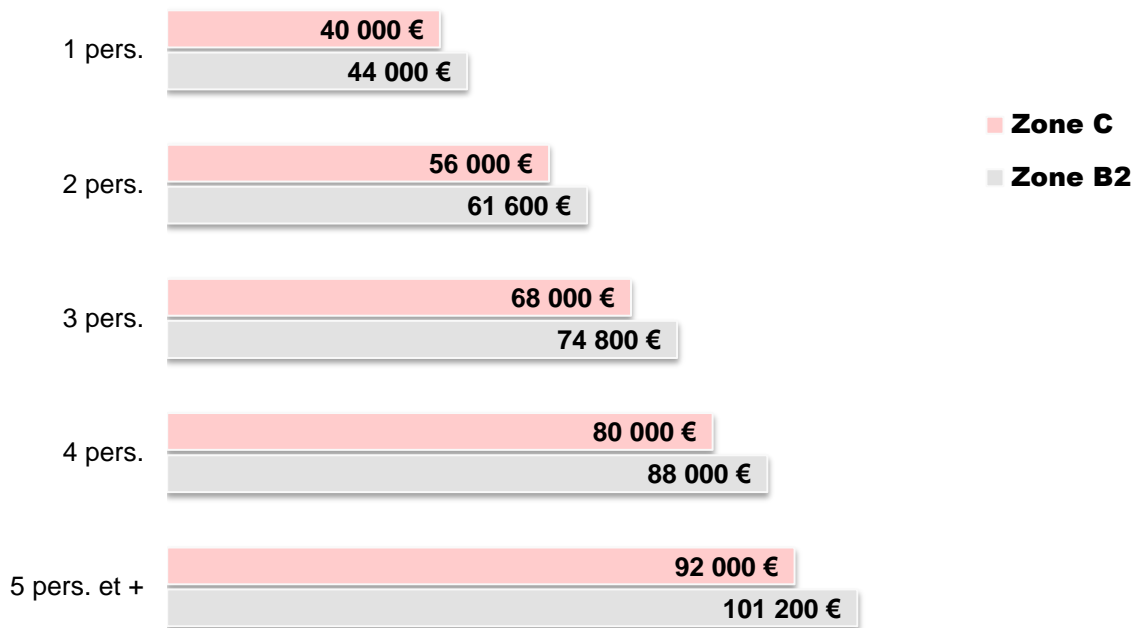 1 pers.
40 000 €
44 000 €
Zone C
Zone B2
2 pers.
56 000 €
61 600 €
3 pers.
68 000 €
74 800 €
4 pers.
80 000 €
88 000 €
5 pers. et +
92 000 €
101 200 €